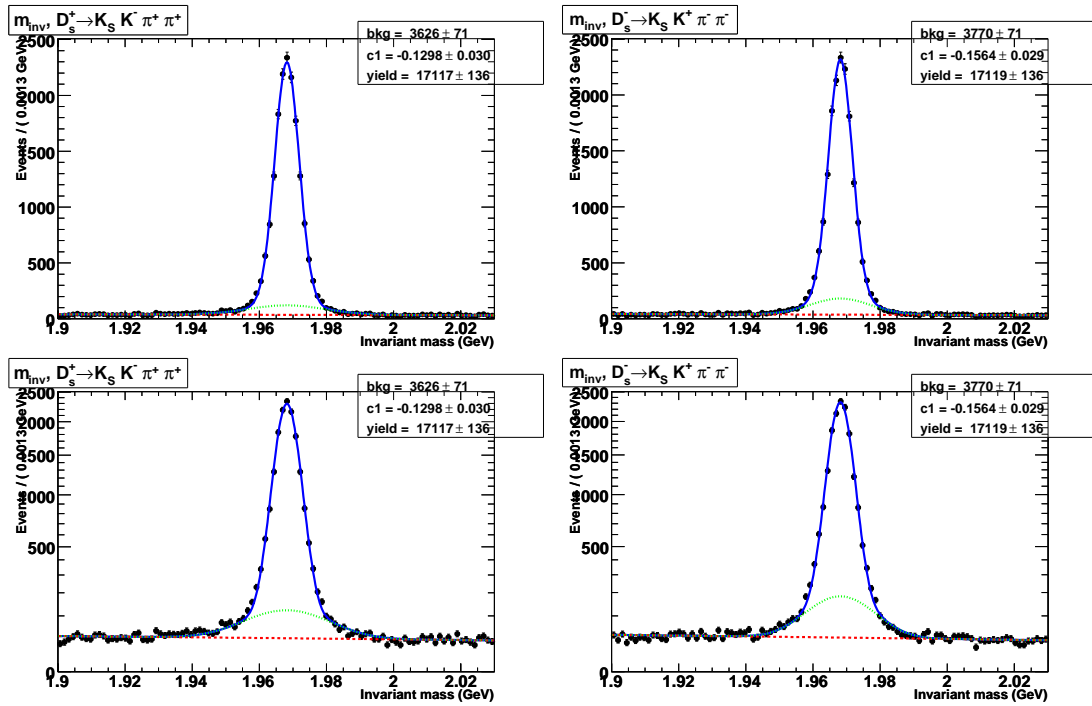 m_inv, D_s^+→K_S K^- π^+ π^+
bkg = 3626 ± 71
c1 = -0.1298 ± 0.030
yield = 17117 ± 136
Events / ( 0.0013 GeV )
2500
2000
1500
1000
500
0
1.9 1.92 1.94 1.96 1.98 2 2.02
Invariant mass (GeV)
m_inv, D_s^-→K_S K^+ π^- π^-
bkg = 3770 ± 71
c1 = -0.1564 ± 0.029
yield = 17119 ± 136
Events / ( 0.0013 GeV )
2500
2000
1500
1000
500
0
1.9 1.92 1.94 1.96 1.98 2 2.02
Invariant mass (GeV)
m_inv, D_s^+→K_S K^- π^+ π^+
bkg = 3626 ± 71
c1 = -0.1298 ± 0.030
yield = 17117 ± 136
Events / ( 0.0013 GeV )
2500
2000
1500
1000
500
0
1.9 1.92 1.94 1.96 1.98 2 2.02
Invariant mass (GeV)
m_inv, D_s^-→K_S K^+ π^- π^-
bkg = 3770 ± 71
c1 = -0.1564 ± 0.029
yield = 17119 ± 136
Events / ( 0.0013 GeV )
2500
2000
1500
1000
500
0
1.9 1.92 1.94 1.96 1.98 2 2.02
Invariant mass (GeV)